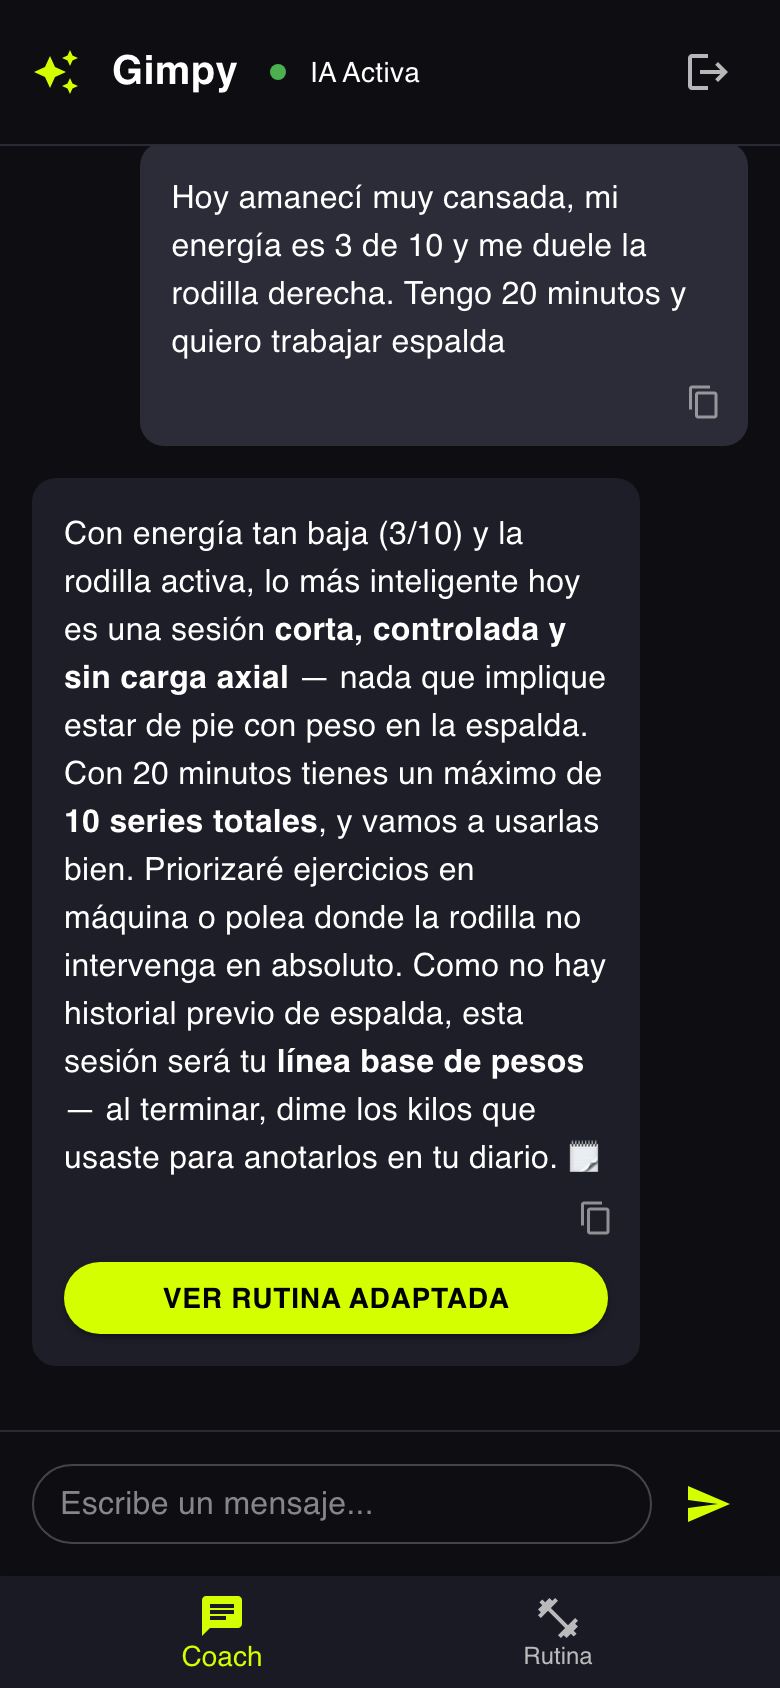 Gimpy
IA Activa
Hoy amanecí muy cansada, mi
energía es 3 de 10 y me duele la
rodilla derecha. Tengo 20 minutos y
quiero trabajar espalda
Con energía tan baja (3/10) y la
rodilla activa, lo más inteligente hoy
es una sesión corta, controlada y
sin carga axial — nada que implique
estar de pie con peso en la espalda.
Con 20 minutos tienes un máximo de
10 series totales, y vamos a usarlas
bien. Priorizaré ejercicios en
máquina o polea donde la rodilla no
intervenga en absoluto. Como no hay
historial previo de espalda, esta
sesión será tu línea base de pesos
— al terminar, dime los kilos que
usaste para anotarlos en tu diario. 🗒️
VER RUTINA ADAPTADA
Escribe un mensaje...
Coach
Rutina